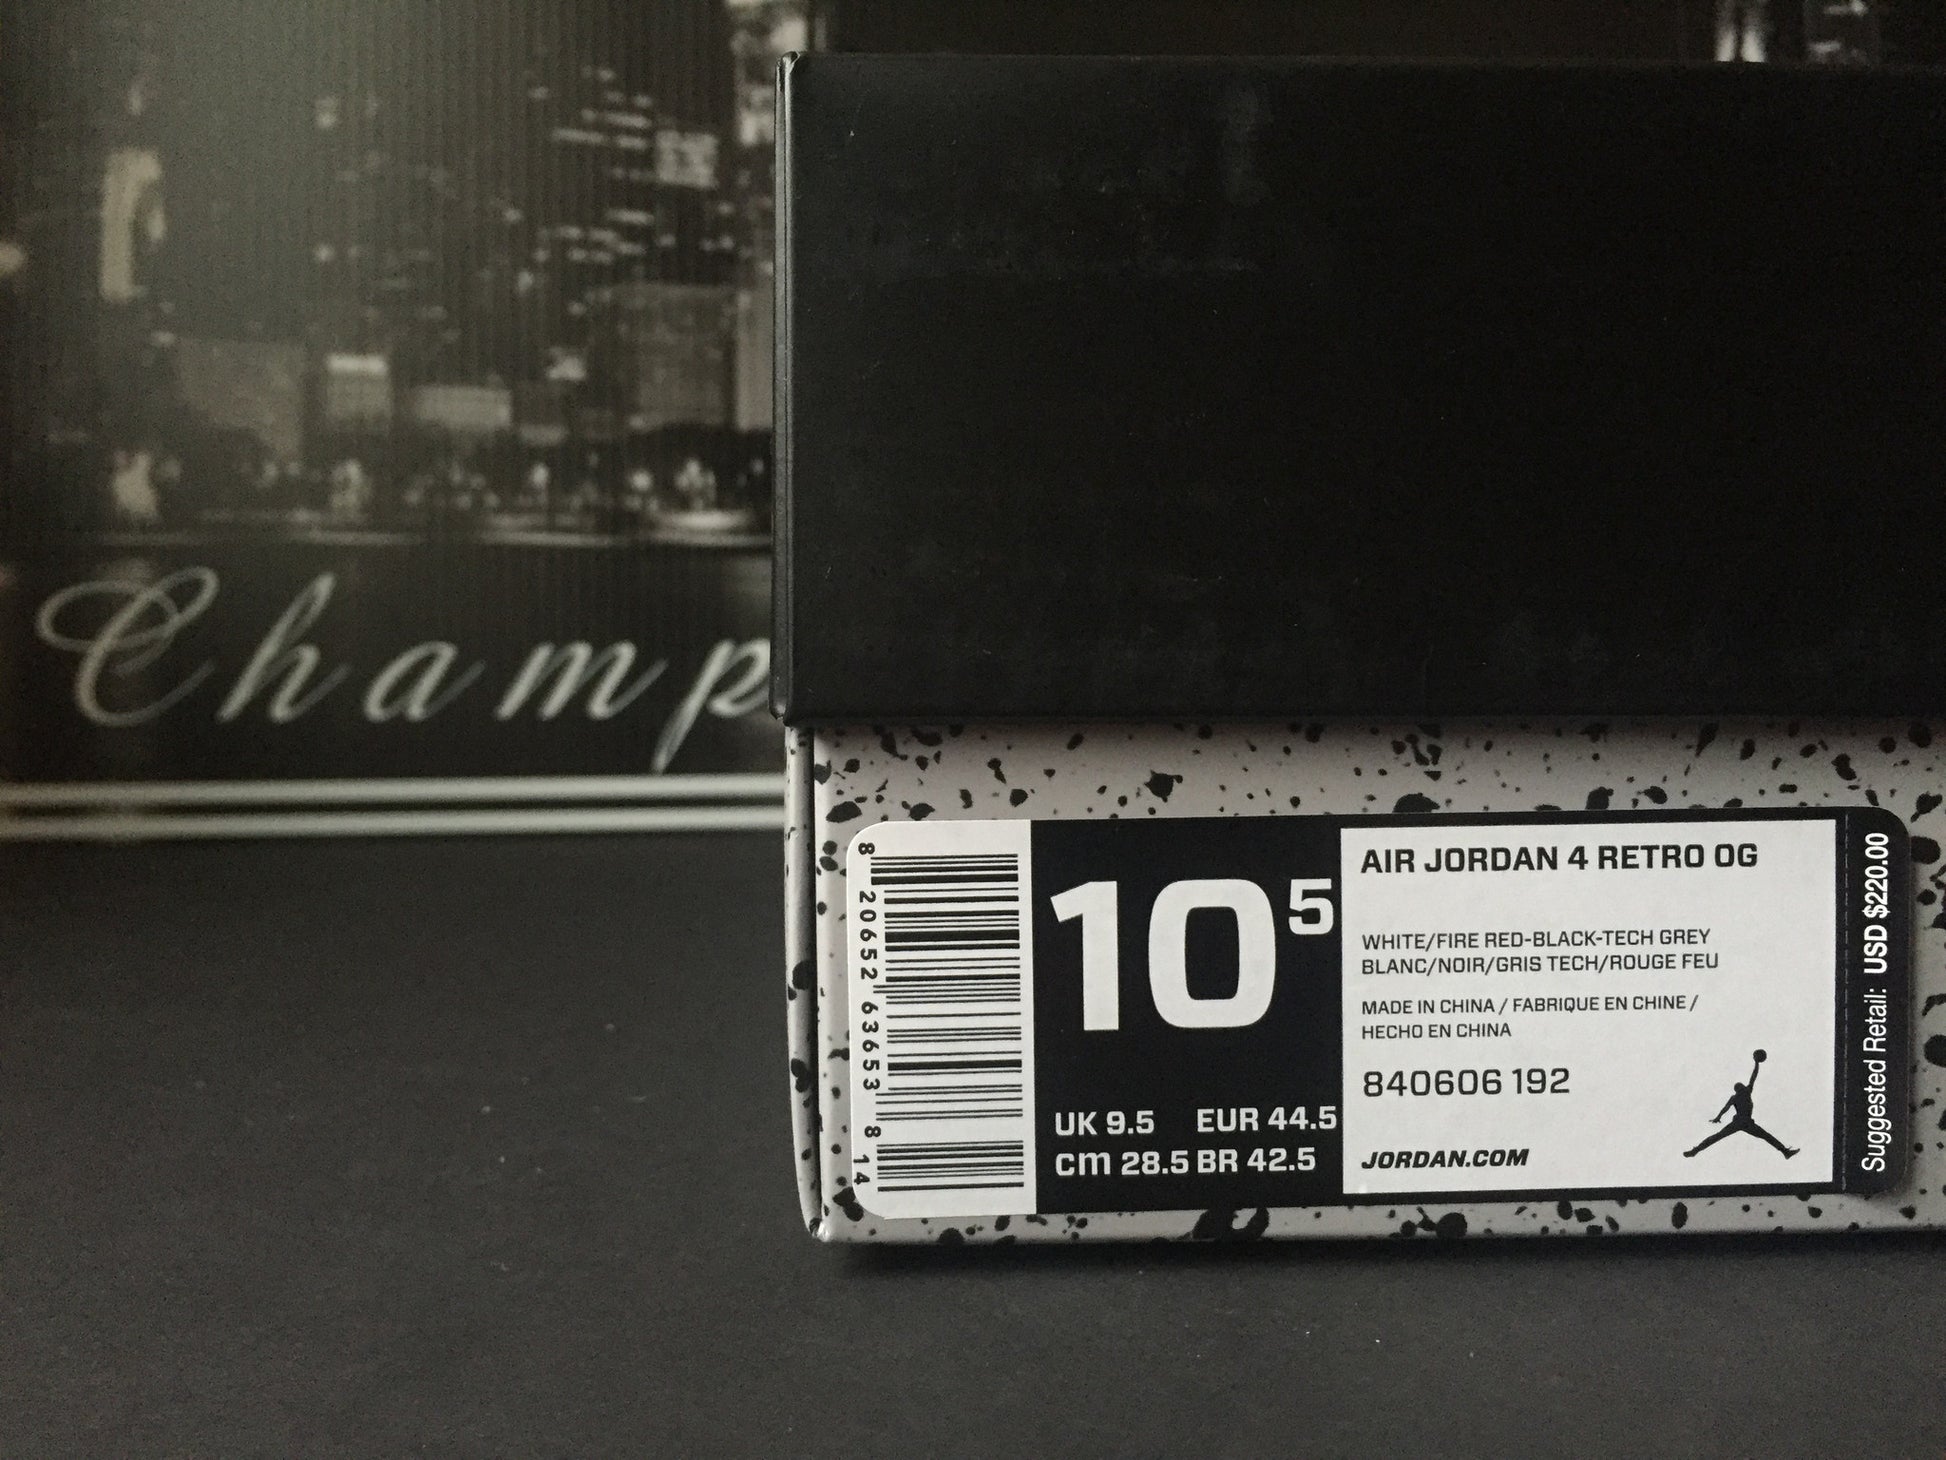 Champ
8 20652 63653 8 14
10 5
UK 9.5 EUR 44.5
cm 28.5 BR 42.5
AIR JORDAN 4 RETRO OG
WHITE/FIRE RED-BLACK-TECH GREY
BLANC/NOIR/GRIS TECH/ROUGE FEU
MADE IN CHINA / FABRIQUE EN CHINE /
HECHO EN CHINA
840606 192
JORDAN.COM
Suggested Retail: USD $220.00